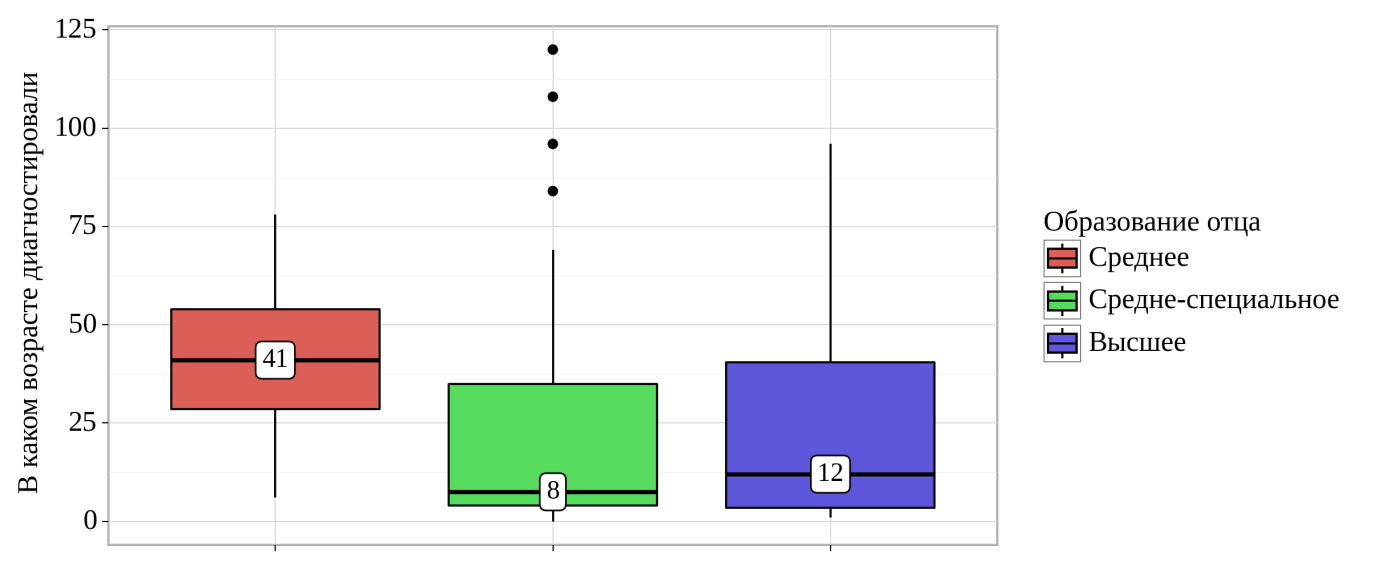 В каком возрасте диагностировали
125
100
75
50
25
0
41
8
12
Образование отца
Среднее
Средне-специальное
Высшее